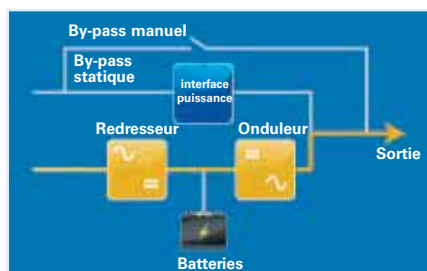 By-pass manuel
By-pass
statique
interface
puissance
Redresseur
Onduleur
Sortie
Batteries